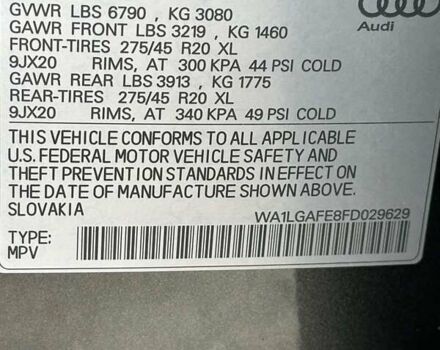 GVWR LBS 6790 , KG 3080
GAWR FRONT LBS 3219 , KG 1460
FRONT-TIRES 275/45 R20 XL
9JX20 RIMS, AT 300 KPA 44 PSI COLD
GAWR REAR LBS 3913 , KG 1775
REAR-TIRES 275/45 R20 XL
9JX20 RIMS, AT 340 KPA 49 PSI COLD
Audi
THIS VEHICLE CONFORMS TO ALL APPLICABLE
U.S. FEDERAL MOTOR VEHICLE SAFETY AND
THEFT PREVENTION STANDARDS IN EFFECT ON
THE DATE OF MANUFACTURE SHOWN ABOVE.
SLOVAKIA
WA1LGAFE8FD029629
TYPE:
MPV